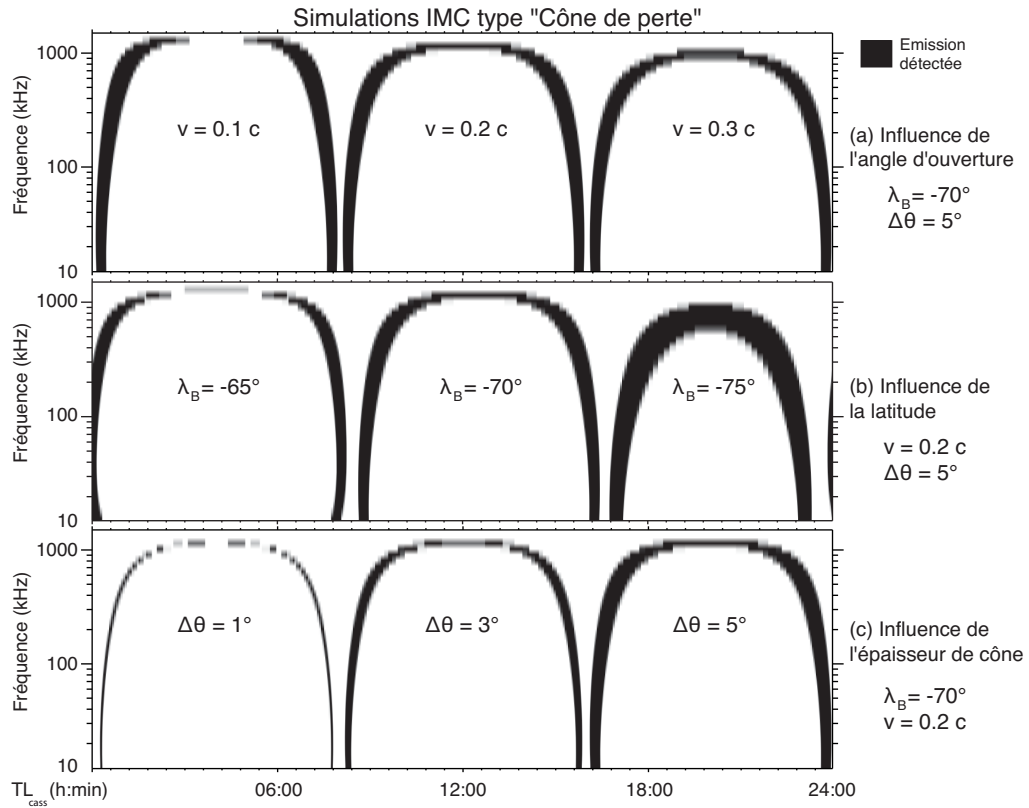 Simulations IMC type "Cône de perte"
Emission
détectée
Fréquence (kHz)
1000
100
10
v = 0.1 c
v = 0.2 c
v = 0.3 c
(a) Influence de
l'angle d'ouverture
λB= -70°
Δθ = 5°
Fréquence (kHz)
1000
100
10
λB= -65°
λB= -70°
λB= -75°
(b) Influence de
la latitude
v = 0.2 c
Δθ = 5°
Fréquence (kHz)
1000
100
10
Δθ = 1°
Δθ = 3°
Δθ = 5°
(c) Influence de
l'épaisseur de cône
λB= -70°
v = 0.2 c
TLcass (h:min)
06:00
12:00
18:00
24:00